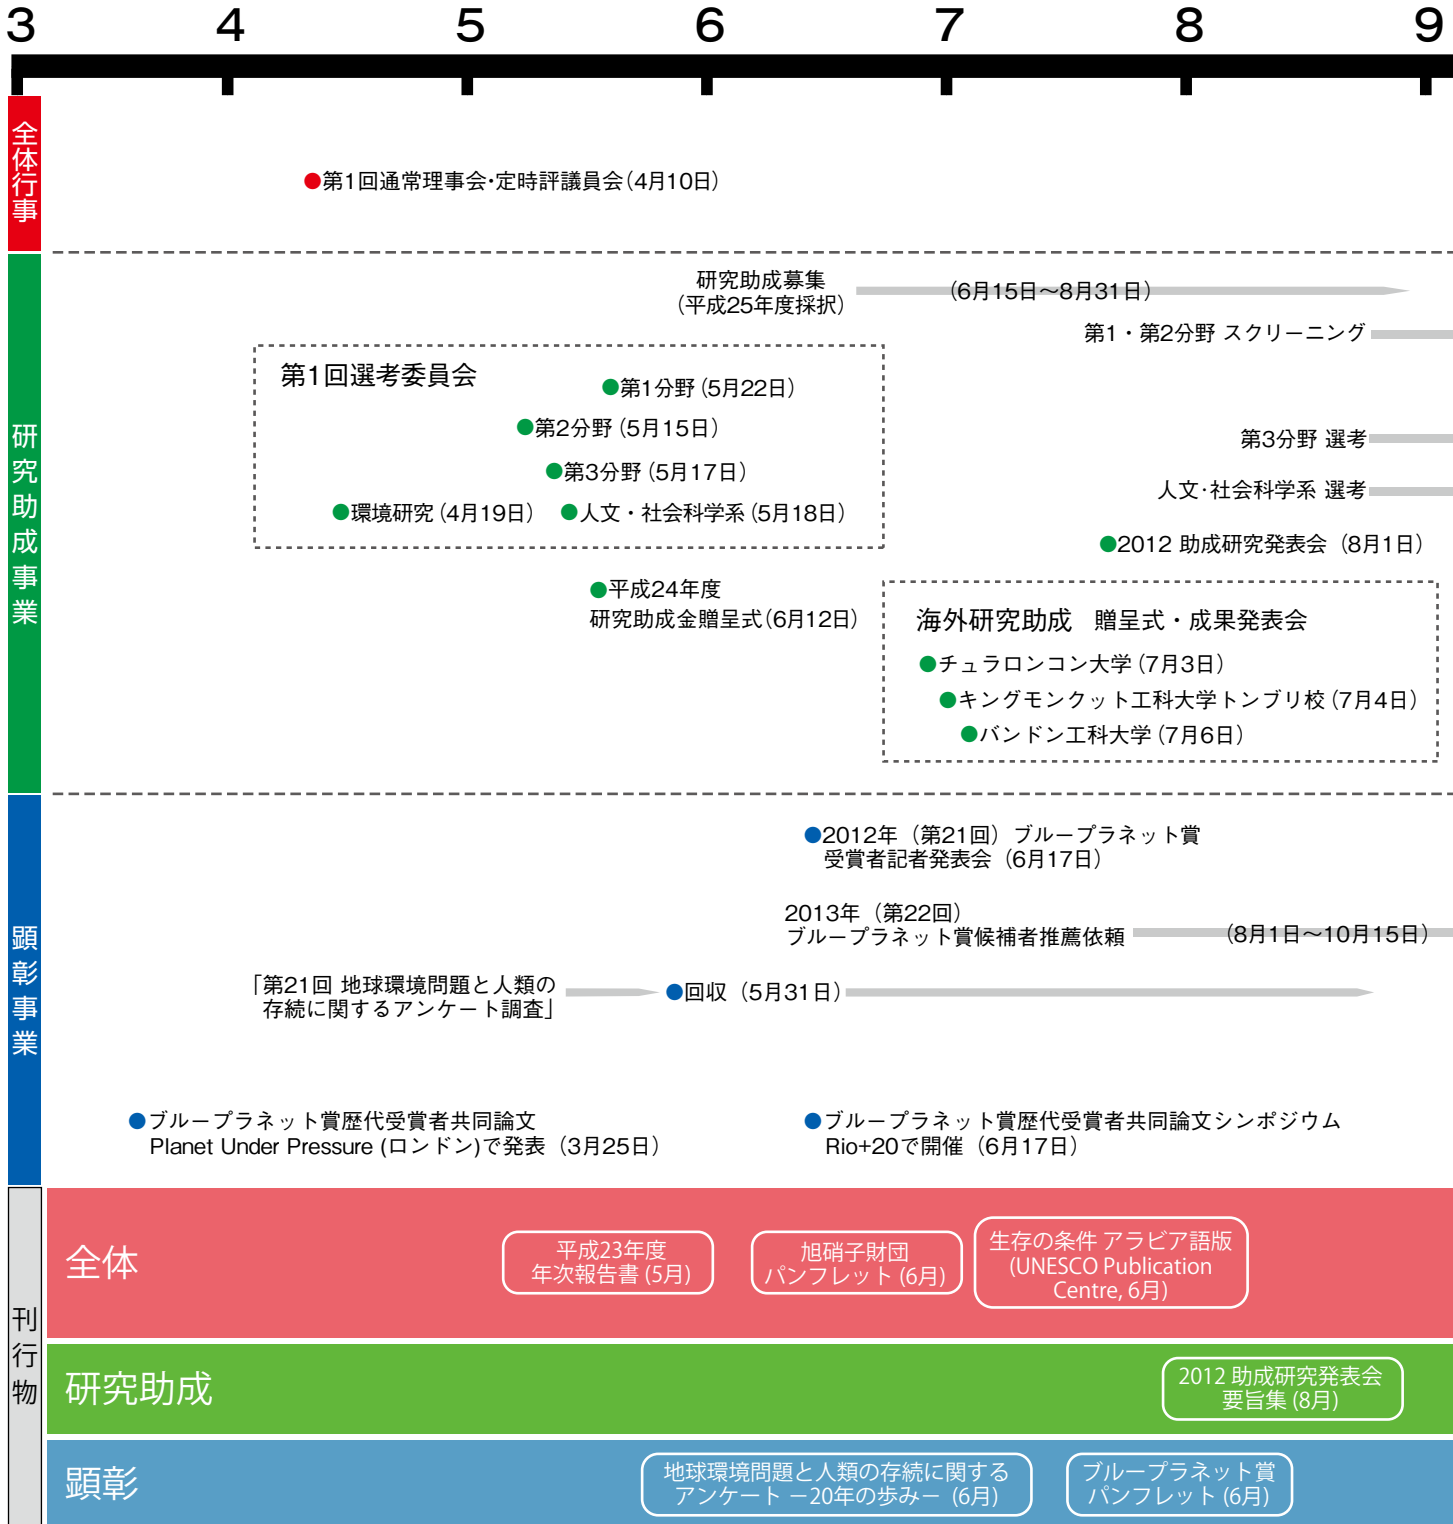 3 4 5 6 7 8 9
全体行事
●第1回通常理事会・定時評議員会(4月10日)
研究助成事業
研究助成募集
(平成25年度採択)
(6月15日〜8月31日)
第1・第2分野 スクリーニング
第1回選考委員会
●第1分野(5月22日)
●第2分野(5月15日)
●第3分野(5月17日)
●環境研究(4月19日)
●人文・社会科学系(5月18日)
第3分野 選考
人文・社会科学系 選考
●2012 助成研究発表会(8月1日)
●平成24年度
研究助成金贈呈式(6月12日)
海外研究助成 贈呈式・成果発表会
●チュラロンコン大学(7月3日)
●キングモンクット工科大学トンブリ校(7月4日)
●バンドン工科大学(7月6日)
顕彰事業
●2012年(第21回)ブループラネット賞
受賞者記者発表会(6月17日)
2013年(第22回)
ブループラネット賞候補者推薦依頼
(8月1日〜10月15日)
「第21回 地球環境問題と人類の
存続に関するアンケート調査」
●回収(5月31日)
●ブループラネット賞歴代受賞者共同論文
Planet Under Pressure (ロンドン)で発表(3月25日)
●ブループラネット賞歴代受賞者共同論文シンポジウム
Rio+20で開催(6月17日)
刊行物
全体
平成23年度
年次報告書(5月)
旭硝子財団
パンフレット(6月)
生存の条件 アラビア語版
(UNESCO Publication
Centre, 6月)
研究助成
2012 助成研究発表会
要旨集(8月)
顕彰
地球環境問題と人類の存続に関する
アンケート －20年の歩み－ (6月)
ブループラネット賞
パンフレット(6月)